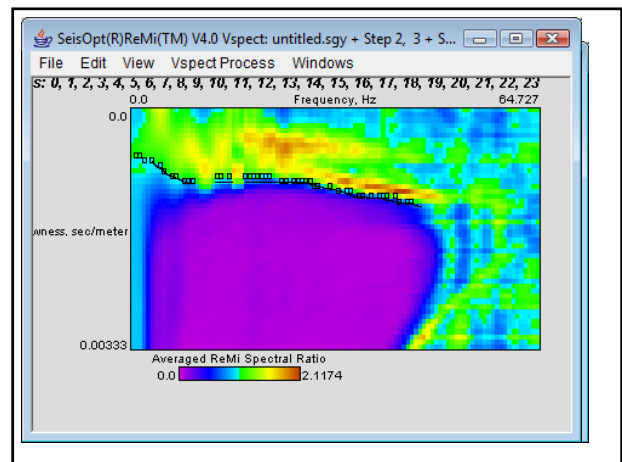 SeisOpt(R)ReMi(TM) V4.0 Vspect: untitled.sgy + Step 2, 3 + S...
File Edit View Vspect Process Windows
s: 0, 1, 2, 3, 4, 5, 6, 7, 8, 9, 10, 11, 12, 13, 14, 15, 16, 17, 18, 19, 20, 21, 22, 23
0.0 Frequency, Hz 64.727
0.0
wness, sec/meter
0.00333
Averaged ReMi Spectral Ratio
0.0 2.1174